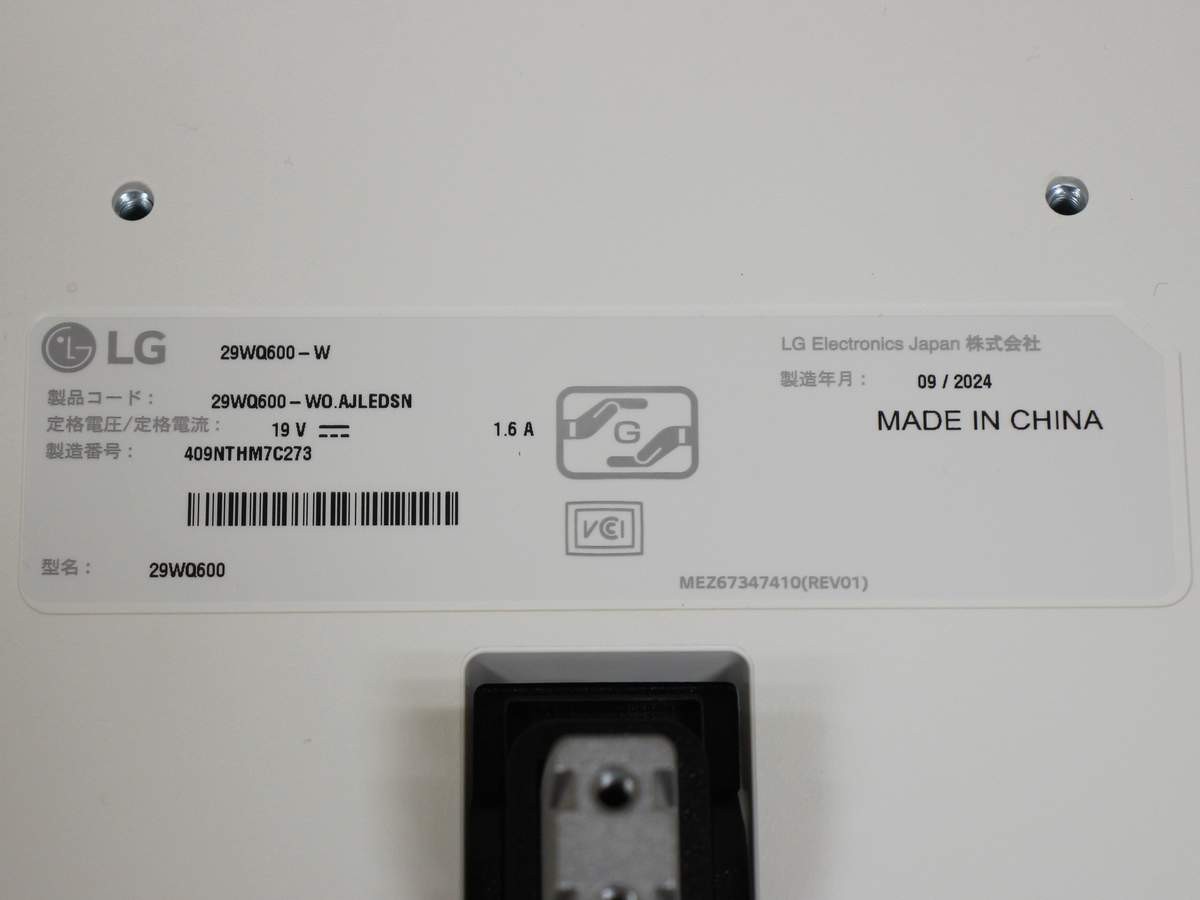 LG
29WQ600-W
LG Electronics Japan 株式会社
製品コード: 29WQ600-WO.AJLEDSN
製造年月: 09 / 2024
定格電圧/定格電流: 19 V 1.6 A
MADE IN CHINA
製造番号: 409NTHM7C273
G
VCCI
型名: 29WQ600
MEZ67347410(REV01)